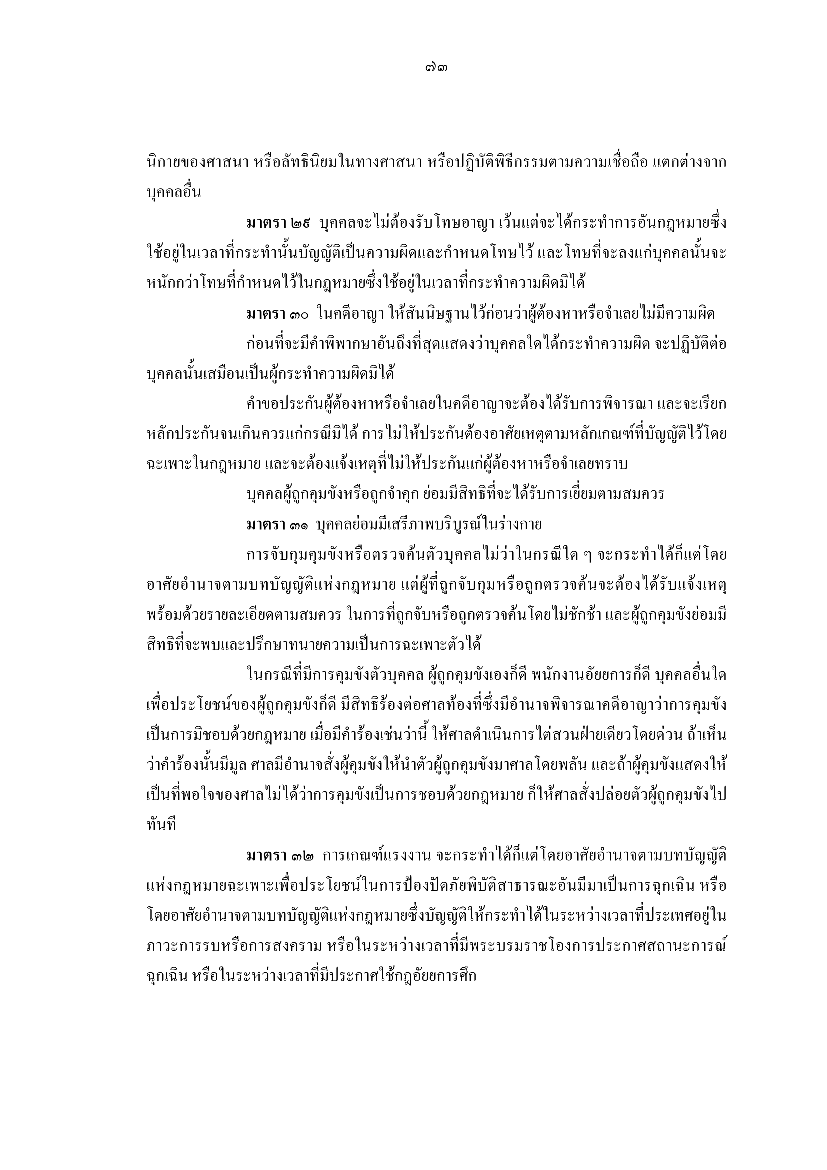 ๗๓
นิกายของศาสนา หรือลัทธินิยมในทางศาสนา หรือปฏิบัติพิธีกรรมตามความเชื่อถือ แตกต่างจาก
บุคคลอื่น
มาตรา ๒๙ บุคคลจะไม่ต้องรับโทษอาญา เว้นแต่จะได้กระทำการอันกฎหมายซึ่ง
ใช้อยู่ในเวลาที่กระทำนั้นบัญญัติเป็นความผิดและกำหนดโทษไว้ และโทษที่จะลงแก่บุคคลนั้นจะ
หนักกว่าโทษที่กำหนดไว้ในกฎหมายซึ่งใช้อยู่ในเวลาที่กระทำความผิดมิได้
มาตรา ๓๐ ในคดีอาญา ให้สันนิษฐานไว้ก่อนว่าผู้ต้องหาหรือจำเลยไม่มีความผิด
ก่อนที่จะมีคำพิพากษาอันถึงที่สุดแสดงว่าบุคคลใดได้กระทำความผิด จะปฏิบัติต่อ
บุคคลนั้นเสมือนเป็นผู้กระทำความผิดมิได้
คำขอประกันผู้ต้องหาหรือจำเลยในคดีอาญาจะต้องได้รับการพิจารณา และจะเรียก
หลักประกันจนเกินควรแก่กรณีมิได้ การไม่ให้ประกันต้องอาศัยเหตุตามหลักเกณฑ์ที่บัญญัติไว้โดย
ฉะเพาะในกฎหมาย และจะต้องแจ้งเหตุที่ไม่ให้ประกันแก่ผู้ต้องหาหรือจำเลยทราบ
บุคคลผู้ถูกคุมขังหรือถูกจำคุก ย่อมมีสิทธิที่จะได้รับการเยี่ยมตามสมควร
มาตรา ๓๑ บุคคลย่อมมีเสรีภาพบริบูรณ์ในร่างกาย
การจับกุมคุมขังหรือตรวจค้นตัวบุคคลไม่ว่าในกรณีใด ๆ จะกระทำได้ก็แต่โดย
อาศัยอำนาจตามบทบัญญัติแห่งกฎหมาย แต่ผู้ที่ถูกจับกุมหรือถูกตรวจค้นจะต้องได้รับแจ้งเหตุ
พร้อมด้วยรายละเอียดตามสมควร ในการที่ถูกจับหรือถูกตรวจค้นโดยไม่ชักช้า และผู้ถูกคุมขังย่อมมี
สิทธิที่จะพบและปรึกษาทนายความเป็นการฉะเพาะตัวได้
ในกรณีที่มีการคุมขังตัวบุคคล ผู้ถูกคุมขังเองก็ดี พนักงานอัยยการก็ดี บุคคลอื่นใด
เพื่อประโยชน์ของผู้ถูกคุมขังก็ดี มีสิทธิร้องต่อศาลท้องที่ซึ่งมีอำนาจพิจารณาคดีอาญาว่าการคุมขัง
เป็นการมิชอบด้วยกฎหมาย เมื่อมีคำร้องเช่นว่านี้ ให้ศาลดำเนินการไต่สวนฝ่ายเดียวโดยด่วน ถ้าเห็น
ว่าคำร้องนั้นมีมูล ศาลมีอำนาจสั่งผู้คุมขังให้นำตัวผู้ถูกคุมขังมาศาลโดยพลัน และถ้าผู้คุมขังแสดงให้
เป็นที่พอใจของศาลไม่ได้ว่าการคุมขังเป็นการชอบด้วยกฎหมาย ก็ให้ศาลสั่งปล่อยตัวผู้ถูกคุมขังไป
ทันที
มาตรา ๓๒ การเกณฑ์แรงงาน จะกระทำได้ก็แต่โดยอาศัยอำนาจตามบทบัญญัติ
แห่งกฎหมายฉะเพาะเพื่อประโยชน์ในการป้องปัดภัยพิบัติสาธารณะอันมีมาเป็นการฉุกเฉิน หรือ
โดยอาศัยอำนาจตามบทบัญญัติแห่งกฎหมายซึ่งบัญญัติให้กระทำได้ในระหว่างเวลาที่ประเทศอยู่ใน
ภาวะการรบหรือการสงคราม หรือในระหว่างเวลาที่มีพระบรมราชโองการประกาศสถานะการณ์
ฉุกเฉิน หรือในระหว่างเวลาที่มีประกาศใช้กฎอัยยการศึก